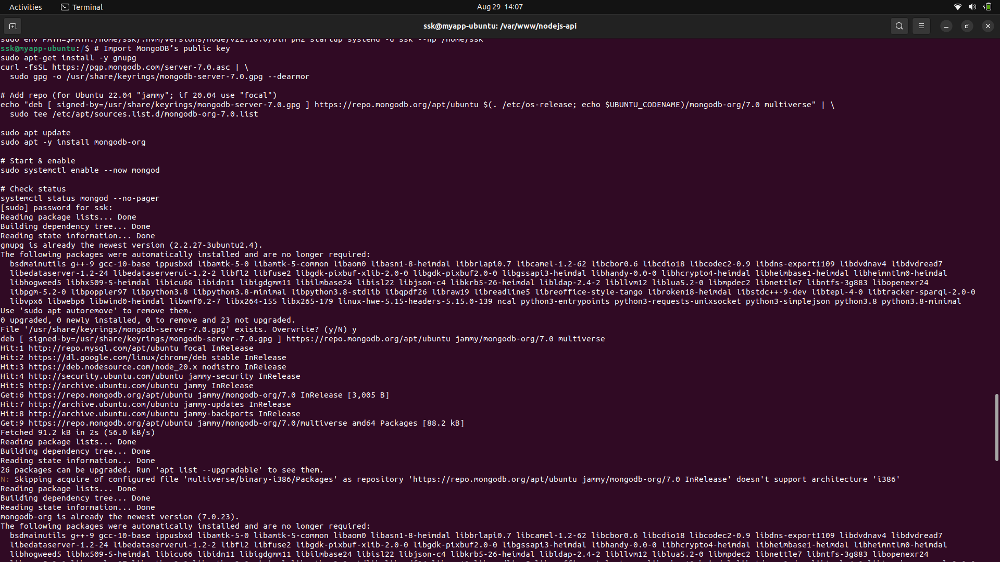 Activities
Terminal
Aug 29 14:07
ssk@myapp-ubuntu: /var/www/nodejs-api
sudo env PATH=$PATH:/home/ssk/.nvm/versions/node/v22.18.0/bin pm2 startup systemd -u ssk --hp /home/ssk
ssk@myapp-ubuntu:/$ # Import MongoDB’s public key
sudo apt-get install -y gnupg
curl -fsSL https://pgp.mongodb.com/server-7.0.asc | \
  sudo gpg -o /usr/share/keyrings/mongodb-server-7.0.gpg --dearmor
# Add repo (for Ubuntu 22.04 "jammy"; if 20.04 use "focal")
echo "deb [ signed-by=/usr/share/keyrings/mongodb-server-7.0.gpg ] https://repo.mongodb.org/apt/ubuntu $(. /etc/os-release; echo $UBUNTU_CODENAME)/mongodb-org/7.0 multiverse" | \
  sudo tee /etc/apt/sources.list.d/mongodb-org-7.0.list
sudo apt update
sudo apt -y install mongodb-org
# Start & enable
sudo systemctl enable --now mongod
# Check status
systemctl status mongod --no-pager
[sudo] password for ssk:
Reading package lists... Done
Building dependency tree... Done
Reading state information... Done
gnupg is already the newest version (2.2.27-3ubuntu2.4).
The following packages were automatically installed and are no longer required:
  bsdmainutils g++-9 gcc-10-base ippusbxd libamtk-5-0 libamtk-5-common libaom0 libasn1-8-heimdal libbrlapi0.7 libcamel-1.2-62 libcbor0.6 libcdio18 libcodec2-0.9 libdns-export1109 libdvdnav4 libdvdread7
  libedataserver-1.2-24 libedataserverui-1.2-2 libfl2 libfuse2 libgdk-pixbuf-xlib-2.0-0 libgdk-pixbuf2.0-0 libgssapi3-heimdal libhandy-0.0-0 libhcrypto4-heimdal libheimbase1-heimdal libheimntlm0-heimdal
  libhogweed5 libhx509-5-heimdal libicu66 libidn11 libigdgmm11 libilmbase24 libisl22 libjson-c4 libkrb5-26-heimdal libldap-2.4-2 libllvm12 liblua5.2-0 libmpdec2 libnettle7 libntfs-3g883 libopenexr24
  libpgm-5.2-0 libpoppler97 libpython3.8 libpython3.8-minimal libpython3.8-stdlib libqpdf26 libraw19 libreadline5 libreoffice-style-tango libroken18-heimdal libstdc++-9-dev libtepl-4-0 libtracker-sparql-2.0-0
  libvpx6 libwebp6 libwind0-heimdal libwmf0.2-7 libx264-155 libx265-179 linux-hwe-5.15-headers-5.15.0-139 ncal python3-entrypoints python3-requests-unixsocket python3-simplejson python3.8 python3.8-minimal
Use 'sudo apt autoremove' to remove them.
0 upgraded, 0 newly installed, 0 to remove and 23 not upgraded.
File '/usr/share/keyrings/mongodb-server-7.0.gpg' exists. Overwrite? (y/N) y
deb [ signed-by=/usr/share/keyrings/mongodb-server-7.0.gpg ] https://repo.mongodb.org/apt/ubuntu jammy/mongodb-org/7.0 multiverse
Hit:1 http://repo.mysql.com/apt/ubuntu focal InRelease
Hit:2 https://dl.google.com/linux/chrome/deb stable InRelease
Hit:3 https://deb.nodesource.com/node_20.x nodistro InRelease
Hit:4 http://security.ubuntu.com/ubuntu jammy-security InRelease
Hit:5 http://archive.ubuntu.com/ubuntu jammy InRelease
Get:6 https://repo.mongodb.org/apt/ubuntu jammy/mongodb-org/7.0 InRelease [3,005 B]
Hit:7 http://archive.ubuntu.com/ubuntu jammy-updates InRelease
Hit:8 http://archive.ubuntu.com/ubuntu jammy-backports InRelease
Get:9 https://repo.mongodb.org/apt/ubuntu jammy/mongodb-org/7.0/multiverse amd64 Packages [88.2 kB]
Fetched 91.2 kB in 2s (56.0 kB/s)
Reading package lists... Done
Building dependency tree... Done
Reading state information... Done
26 packages can be upgraded. Run 'apt list --upgradable' to see them.
N: Skipping acquire of configured file 'multiverse/binary-i386/Packages' as repository 'https://repo.mongodb.org/apt/ubuntu jammy/mongodb-org/7.0 InRelease' doesn't support architecture 'i386'
Reading package lists... Done
Building dependency tree... Done
Reading state information... Done
mongodb-org is already the newest version (7.0.23).
The following packages were automatically installed and are no longer required:
  bsdmainutils g++-9 gcc-10-base ippusbxd libamtk-5-0 libamtk-5-common libaom0 libasn1-8-heimdal libbrlapi0.7 libcamel-1.2-62 libcbor0.6 libcdio18 libcodec2-0.9 libdns-export1109 libdvdnav4 libdvdread7
  libedataserver-1.2-24 libedataserverui-1.2-2 libfl2 libfuse2 libgdk-pixbuf-xlib-2.0-0 libgdk-pixbuf2.0-0 libgssapi3-heimdal libhandy-0.0-0 libhcrypto4-heimdal libheimbase1-heimdal libheimntlm0-heimdal
  libhogweed5 libhx509-5-heimdal libicu66 libidn11 libigdgmm11 libilmbase24 libisl22 libjson-c4 libkrb5-26-heimdal libldap-2.4-2 libllvm12 liblua5.2-0 libmpdec2 libnettle7 libntfs-3g883 libopenexr24